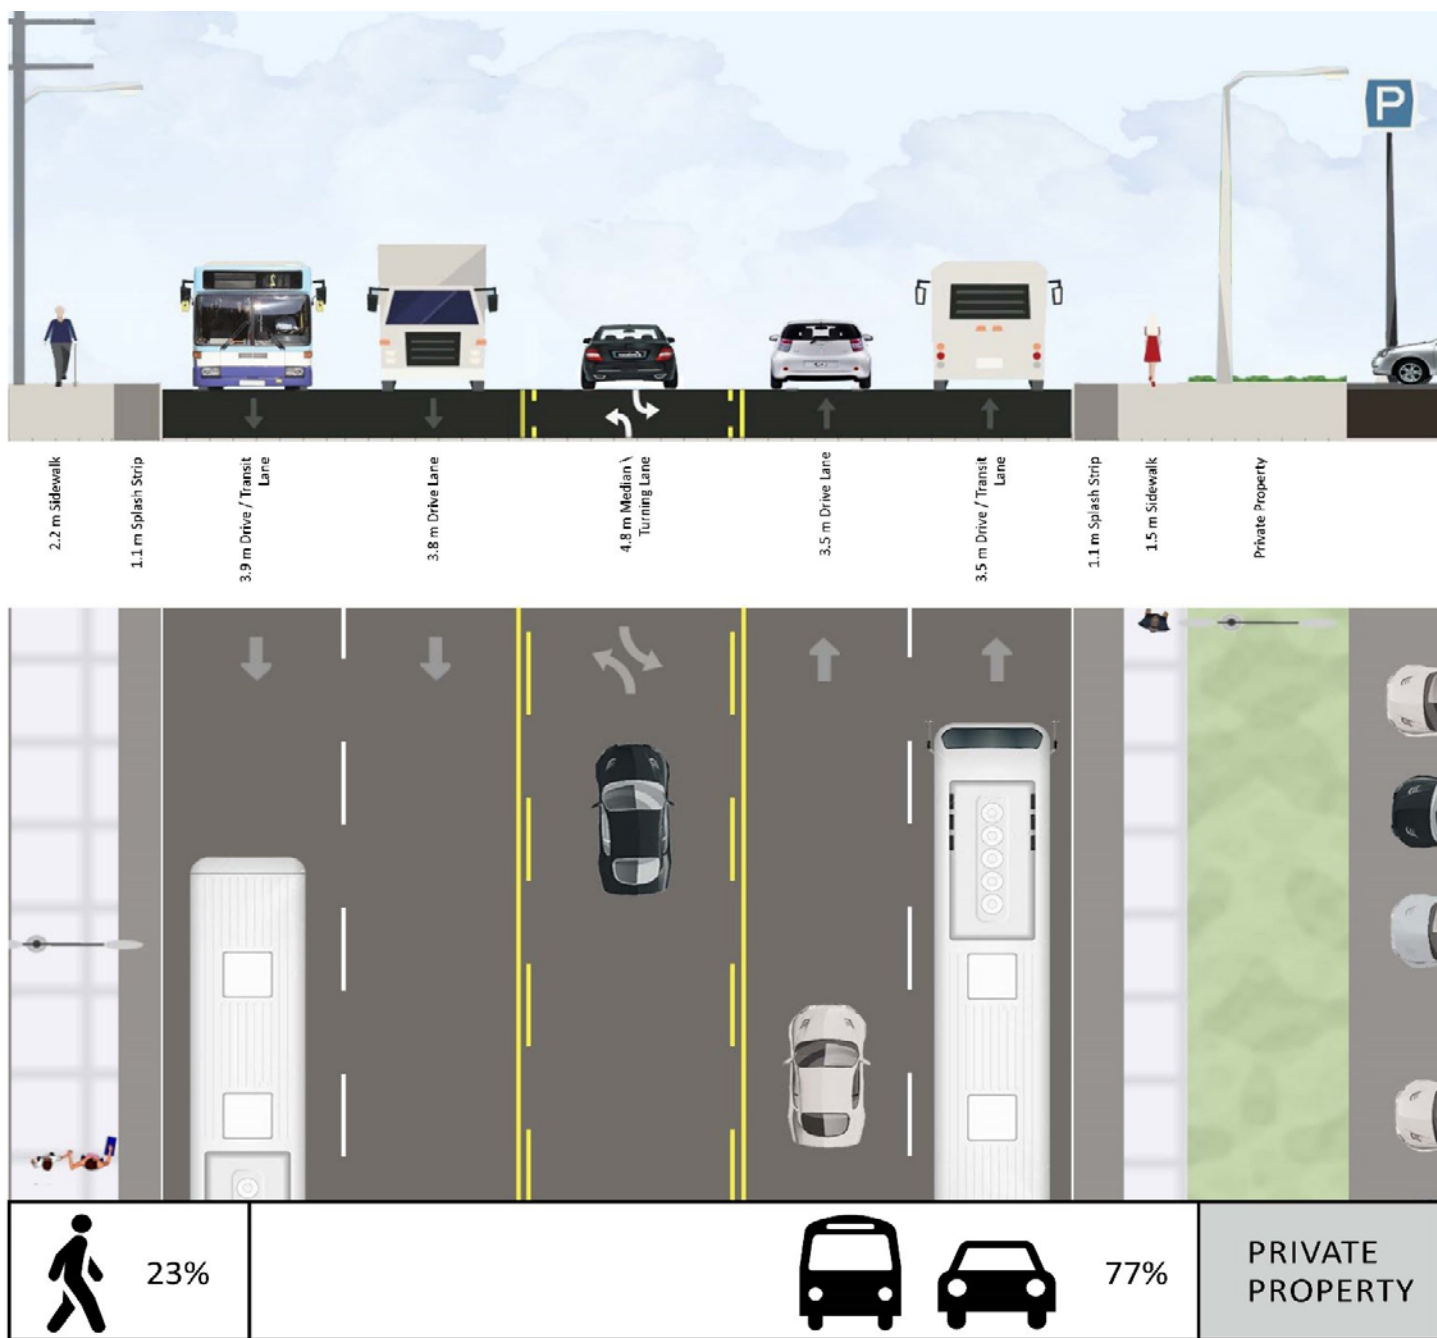 P
2.2 m Sidewalk
1.1 m Splash Strip
3.9 m Drive / Transit
Lane
3.8 m Drive Lane
4.8 m Median \
Turning Lane
3.5 m Drive Lane
3.5 m Drive / Transit
Lane
1.1 m Splash Strip
1.5 m Sidewalk
Private Property
23%
77%
PRIVATE
PROPERTY